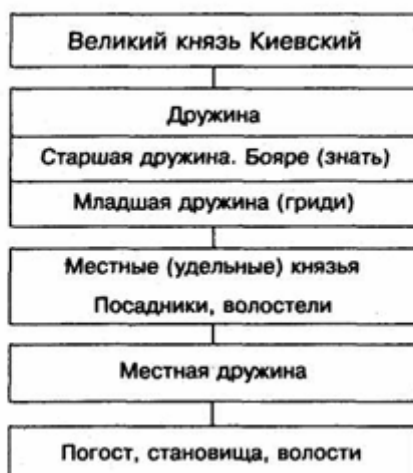 Великий князь Киевский
Дружина
Старшая дружина. Бояре (знать)
Младшая дружина (гриди)
Местные (удельные) князья
Посадники, волостели
Местная дружина
Погост, становища, волости